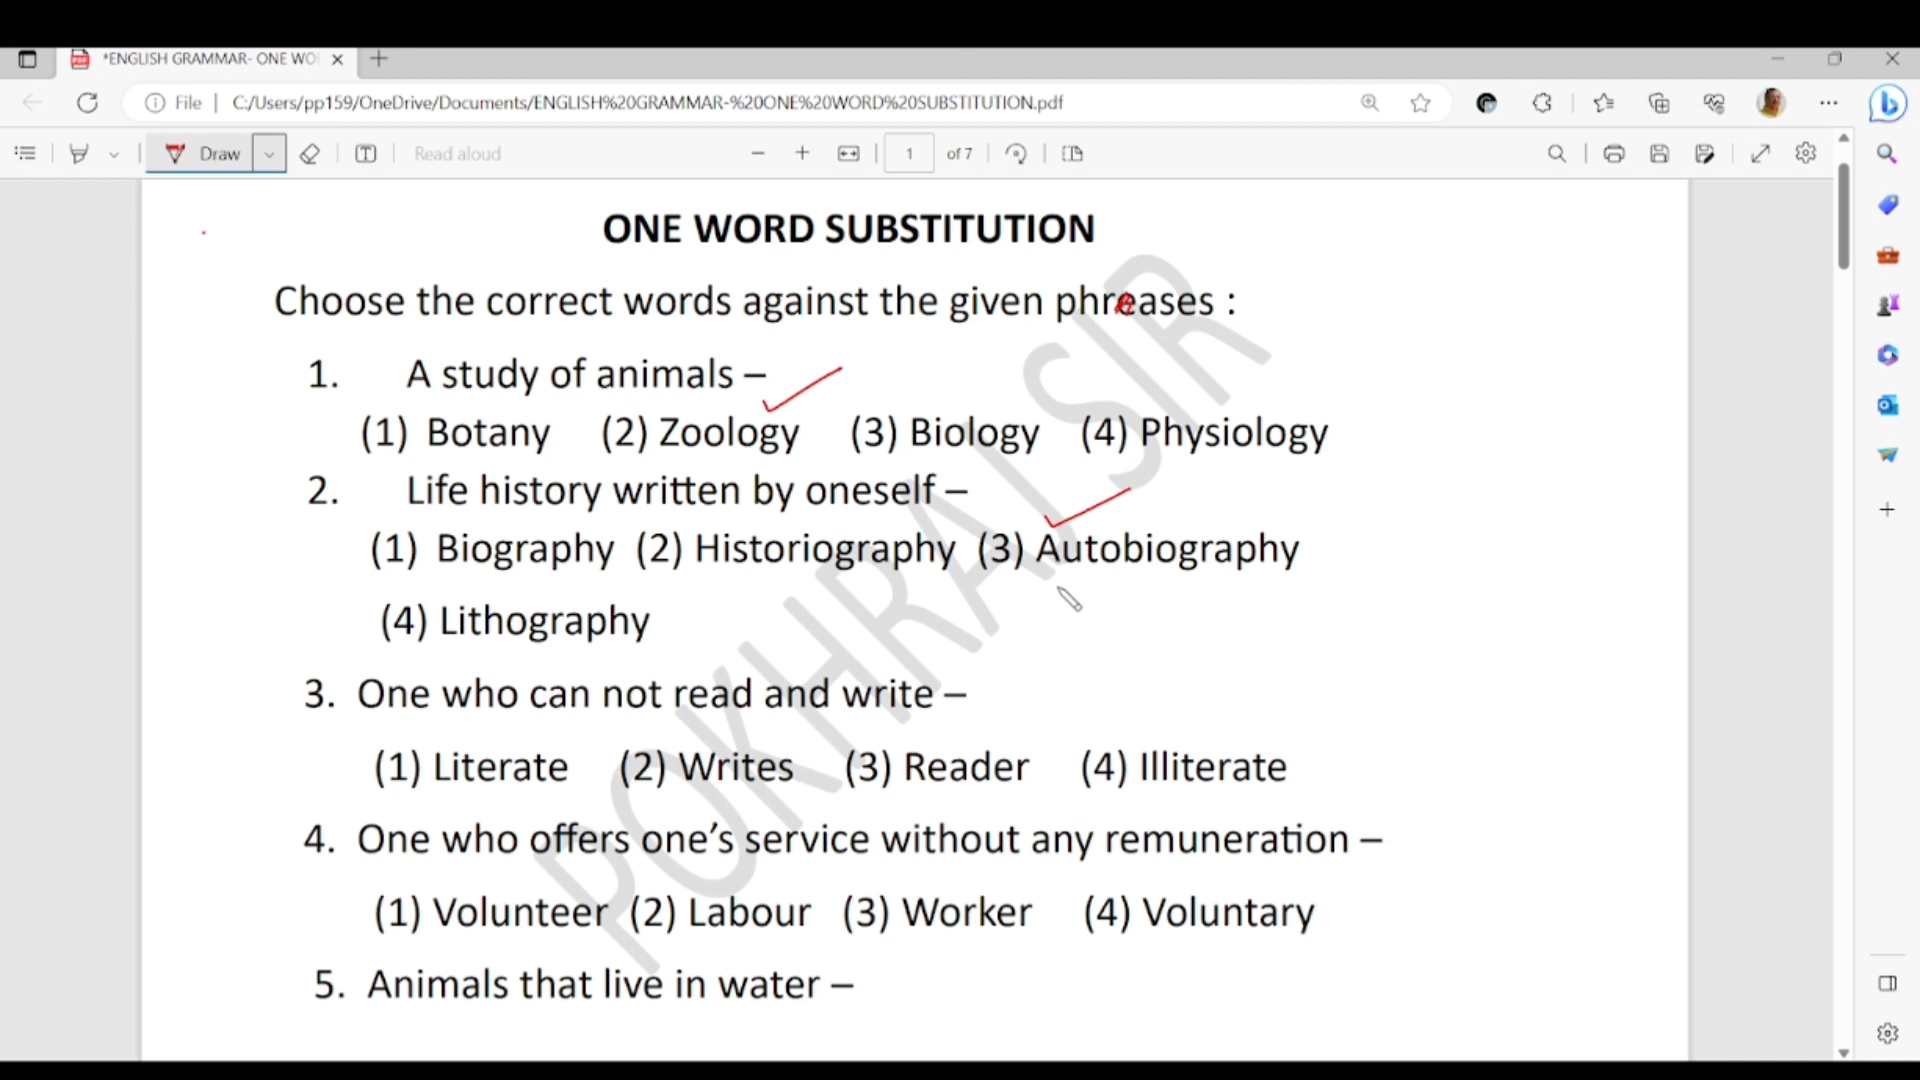 *ENGLISH GRAMMAR- ONE WO
File | C:/Users/pp159/OneDrive/Documents/ENGLISH%20GRAMMAR-%20ONE%20WORD%20SUBSTITUTION.pdf
Draw Read aloud 1 of 7
ONE WORD SUBSTITUTION
Choose the correct words against the given phreases :
1. A study of animals –
(1) Botany (2) Zoology (3) Biology (4) Physiology
2. Life history written by oneself –
(1) Biography (2) Historiography (3) Autobiography
(4) Lithography
3. One who can not read and write –
(1) Literate (2) Writes (3) Reader (4) Illiterate
4. One who offers one’s service without any remuneration –
(1) Volunteer (2) Labour (3) Worker (4) Voluntary
5. Animals that live in water –
POKHRAJ SIR